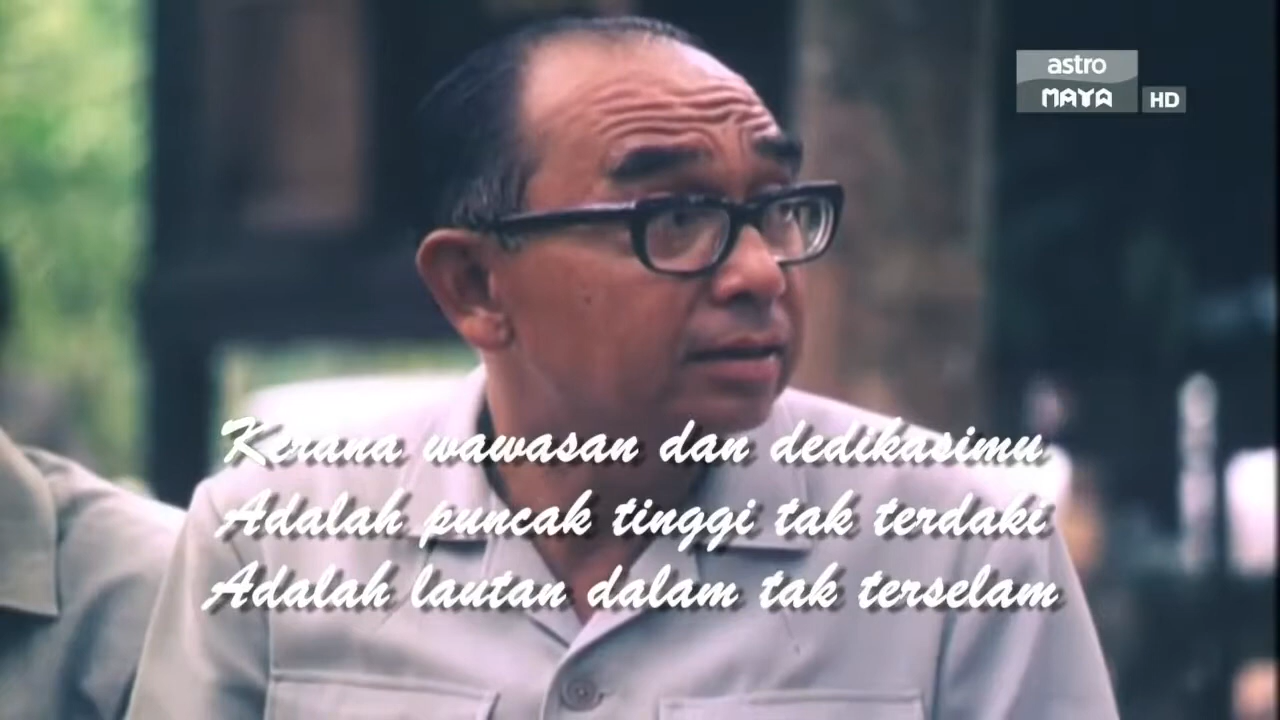 astro
MAYA HD
Kerana wawasan dan dedikasimu
Adalah puncak tinggi tak terdaki
Adalah lautan dalam tak terselam